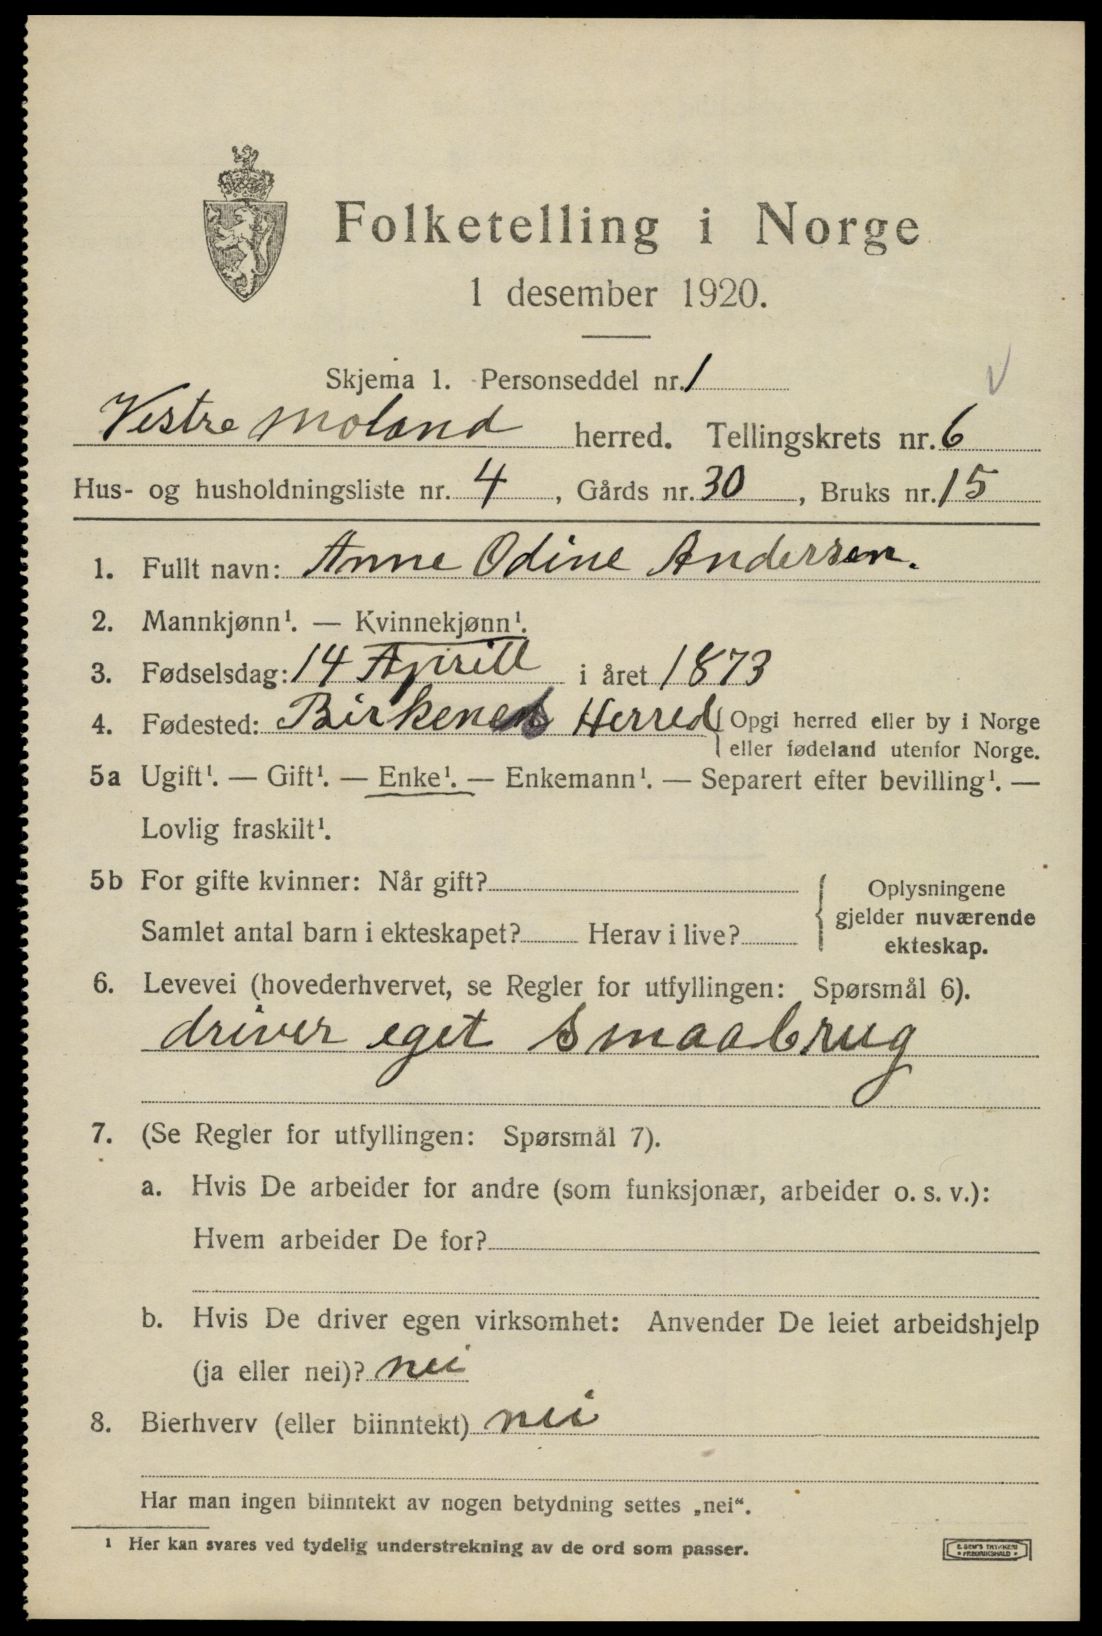 Folketelling i Norge
1 desember 1920.
Skjema 1. Personseddel nr. 1
Vestre Moland herred. Tellingskrets nr. 6
Hus- og husholdningsliste nr. 4, Gårds nr. 30, Bruks nr. 15
1. Fullt navn: Anne Odine Andersen.
2. Mannkjønn¹. — Kvinnekjønn¹.
3. Fødselsdag: 14 Apirill i året 1873
4. Fødested: Birkenes Herred { Opgi herred eller by i Norge
eller fødeland utenfor Norge.
5a Ugift¹. — Gift¹. — Enke¹. — Enkemann¹. — Separert efter bevilling¹. —
Lovlig fraskilt¹.
5b For gifte kvinner: Når gift?
Samlet antal barn i ekteskapet? Herav i live?
{ Oplysningene
gjelder nuværende
ekteskap.
6. Levevei (hovederhvervet, se Regler for utfyllingen: Spørsmål 6).
driver eget smaabrug
7. (Se Regler for utfyllingen: Spørsmål 7).
a. Hvis De arbeider for andre (som funksjonær, arbeider o. s. v.):
Hvem arbeider De for?
b. Hvis De driver egen virksomhet: Anvender De leiet arbeidshjelp
(ja eller nei)? nei
8. Bierhverv (eller biinntekt) nei
Har man ingen biinntekt av nogen betydning settes „nei“.
¹ Her kan svares ved tydelig understrekning av de ord som passer.